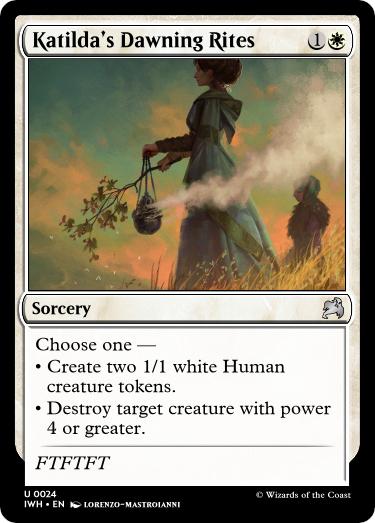 Katilda's Dawning Rites 1
Sorcery
Choose one —
• Create two 1/1 white Human
creature tokens.
• Destroy target creature with power
4 or greater.
FTFTFT
U 0024
IWH • EN LORENZO-MASTROIANNI
© Wizards of the Coast